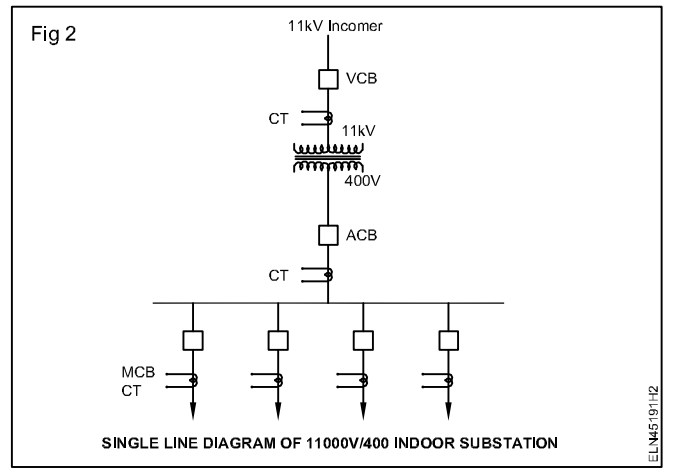 Fig 2
11kV Incomer
VCB
CT
11kV
400V
ACB
CT
MCB
CT
SINGLE LINE DIAGRAM OF 11000V/400 INDOOR SUBSTATION
ELN45191H2